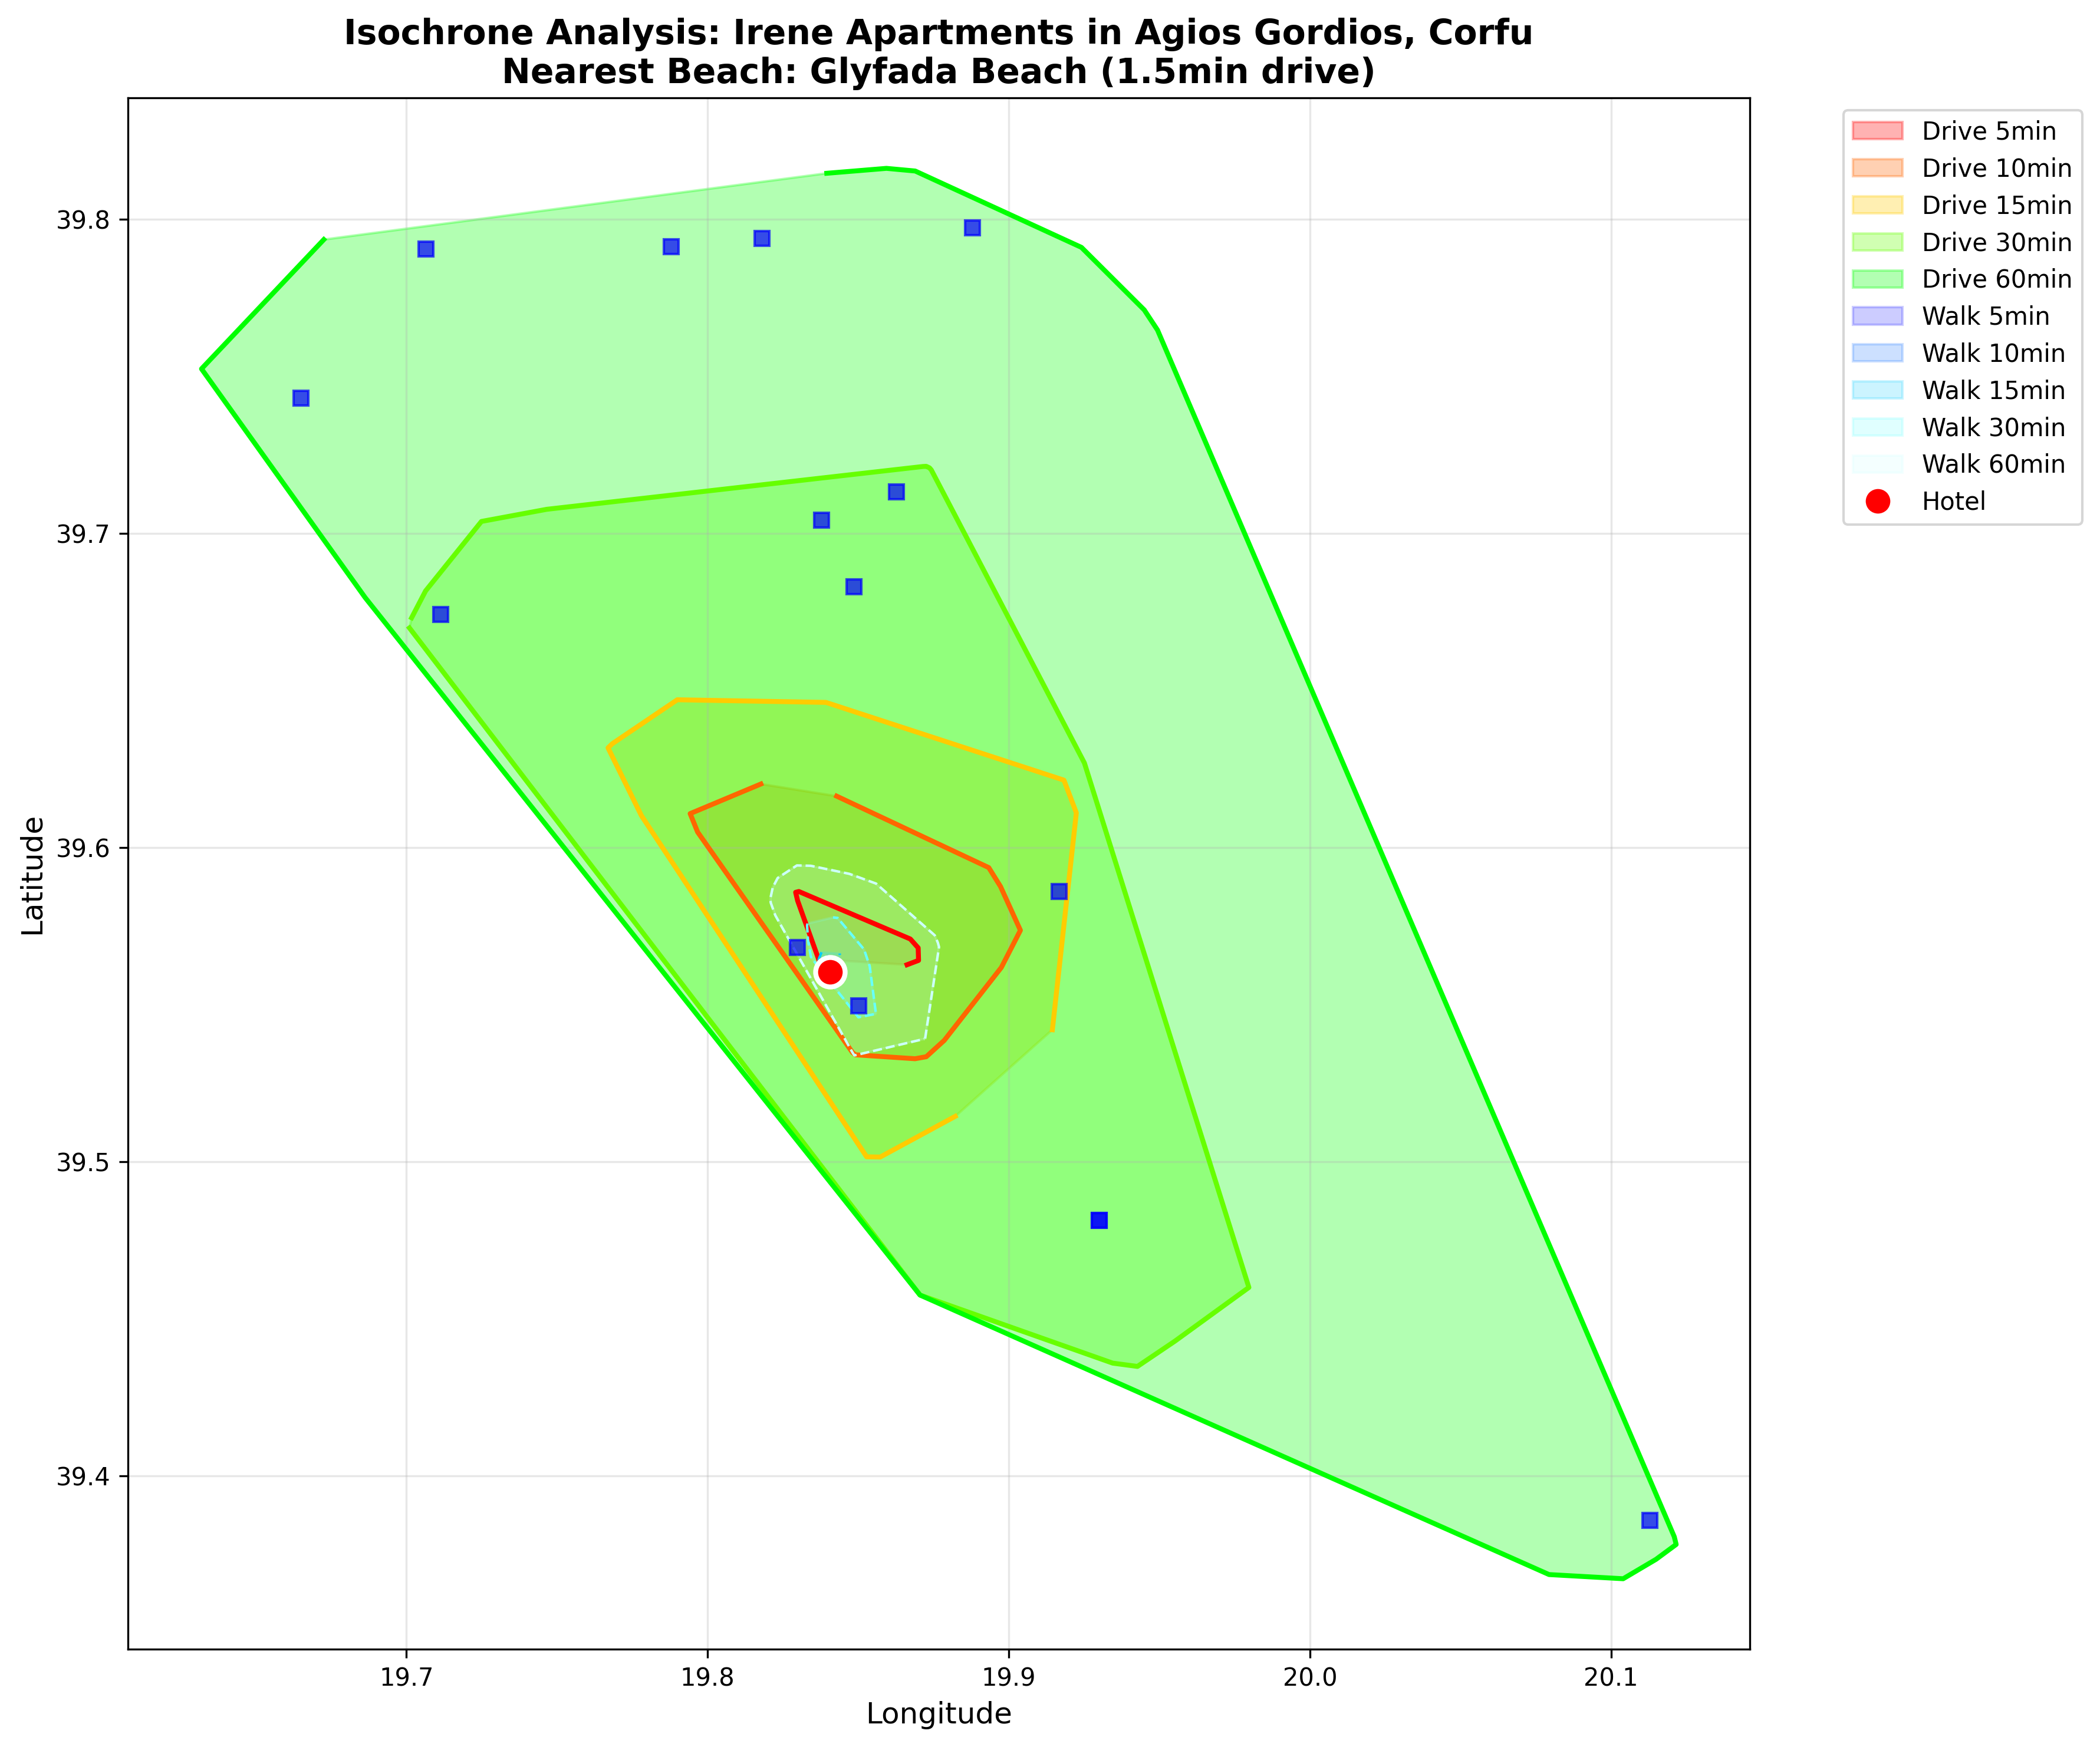 Isochrone Analysis: Irene Apartments in Agios Gordios, Corfu
Nearest Beach: Glyfada Beach (1.5min drive)
Drive 5min
Drive 10min
Drive 15min
Drive 30min
Drive 60min
Walk 5min
Walk 10min
Walk 15min
Walk 30min
Walk 60min
Hotel
Latitude
39.8
39.7
39.6
39.5
39.4
19.7 19.8 19.9 20.0 20.1
Longitude